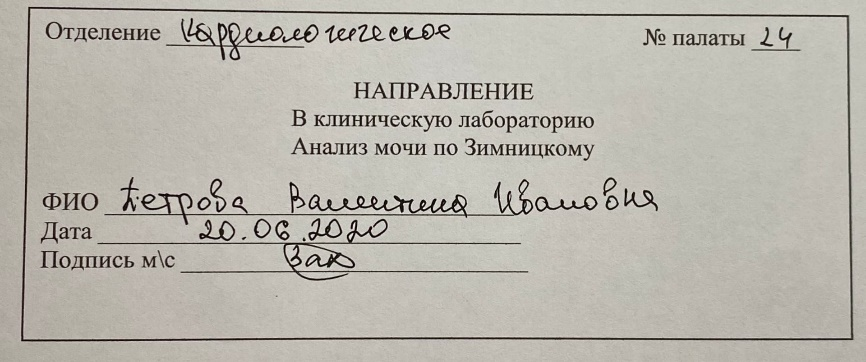 Отделение Кардиологическое № палаты 24
НАПРАВЛЕНИЕ
В клиническую лабораторию
Анализ мочи по Зимницкому
ФИО Петрова Валентина Ивановна
Дата 20.06.2020
Подпись м\с Зак